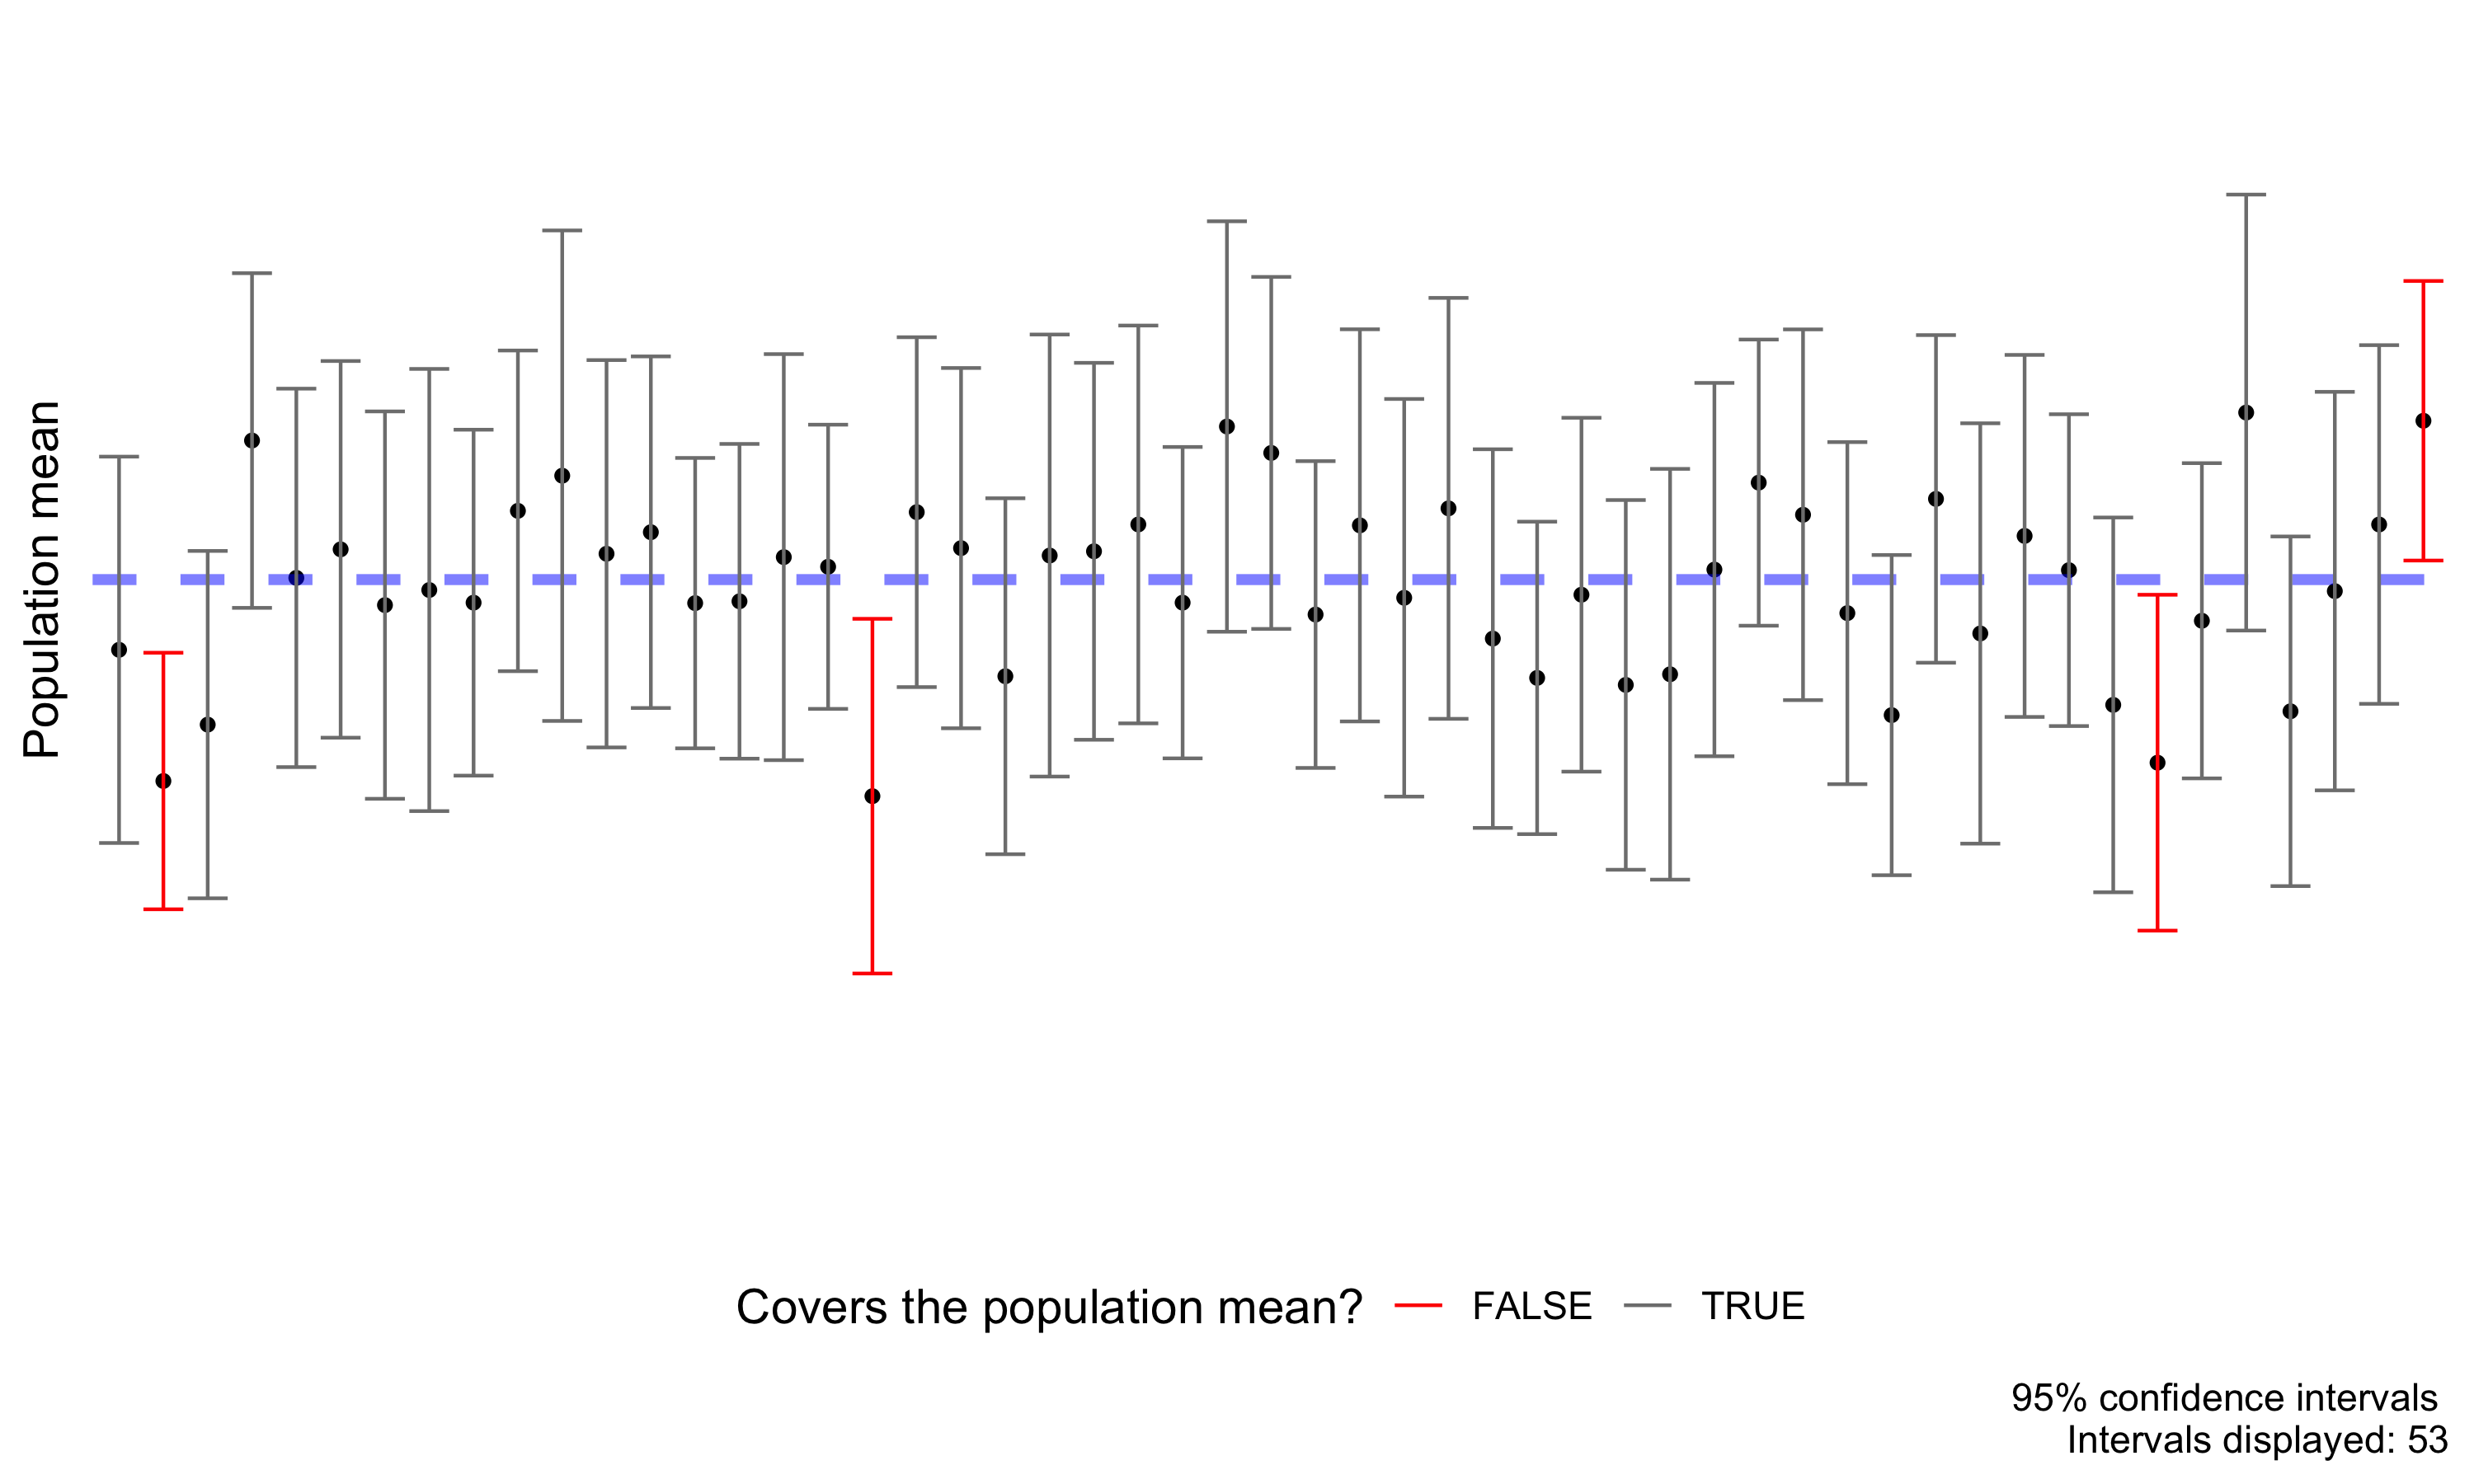 Population mean
Covers the population mean? FALSE TRUE
95% confidence intervals
Intervals displayed: 53